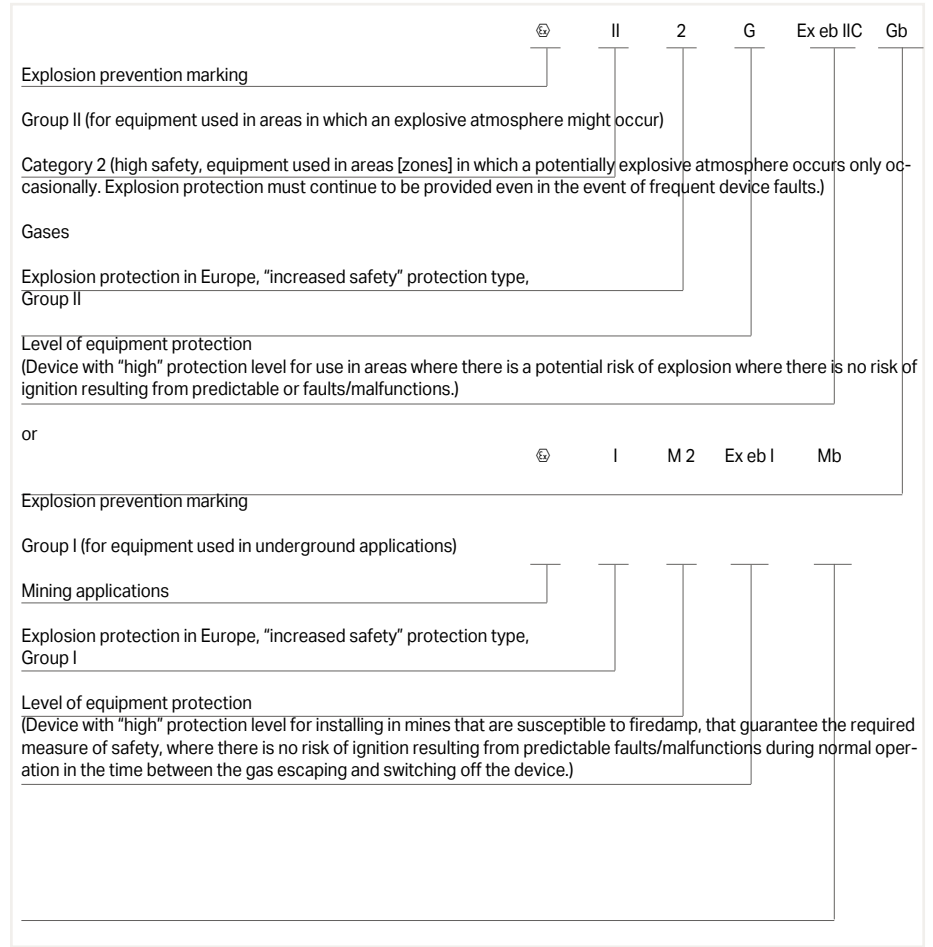 Ex II 2 G Ex eb IIC Gb
Explosion prevention marking
Group II (for equipment used in areas in which an explosive atmosphere might occur)
Category 2 (high safety, equipment used in areas [zones] in which a potentially explosive atmosphere occurs only oc-
casionally. Explosion protection must continue to be provided even in the event of frequent device faults.)
Gases
Explosion protection in Europe, “increased safety” protection type,
Group II
Level of equipment protection
(Device with “high” protection level for use in areas where there is a potential risk of explosion where there is no risk of
ignition resulting from predictable or faults/malfunctions.)
or
Ex I M 2 Ex eb I Mb
Explosion prevention marking
Group I (for equipment used in underground applications)
Mining applications
Explosion protection in Europe, “increased safety” protection type,
Group I
Level of equipment protection
(Device with “high” protection level for installing in mines that are susceptible to firedamp, that guarantee the required
measure of safety, where there is no risk of ignition resulting from predictable faults/malfunctions during normal oper-
ation in the time between the gas escaping and switching off the device.)